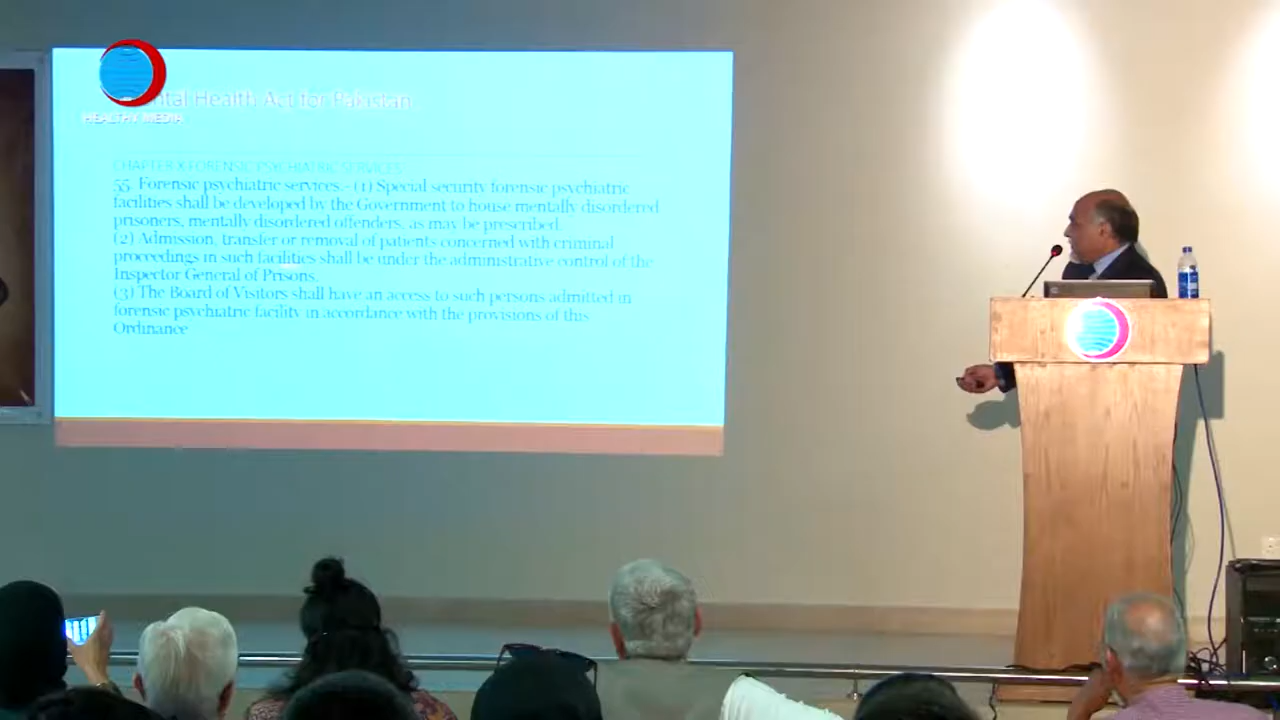 ntal Health Act for Pakistan
HEALTHY MEDIA
CHAPTER X FORENSIC PSYCHIATRIC SERVICES
55. Forensic psychiatric services.- (1) Special security forensic psychiatric
facilities shall be developed by the Government to house mentally disordered
prisoners, mentally disordered offenders, as may be prescribed.
(2) Admission, transfer or removal of patients concerned with criminal
proceedings in such facilities shall be under the administrative control of the
Inspector General of Prisons.
(3) The Board of Visitors shall have an access to such persons admitted in
forensic psychiatric facility in accordance with the provisions of this
Ordinance